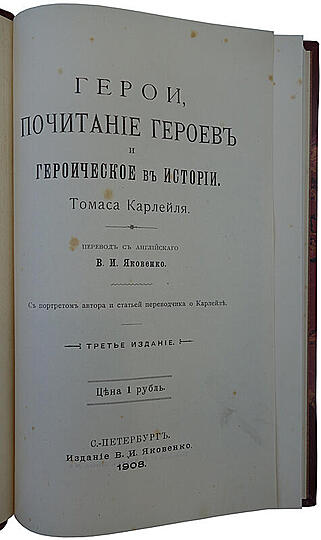 ГЕРОИ,
ПОЧИТАНІЕ ГЕРОЕВЪ
И
ГЕРОИЧЕСКОЕ ВЪ ИСТОРІИ.
Томаса Карлейля.
ПЕРЕВОДЪ СЪ АНГЛІЙСКАГО
В. И. Яковенко.
Съ портретомъ автора и статьей переводчика о Карлейлѣ.
ТРЕТЬЕ ИЗДАНІЕ.
Цѣна 1 рубль.
С.-ПЕТЕРБУРГЪ.
Изданіе В. И. Яковенко.
1908.